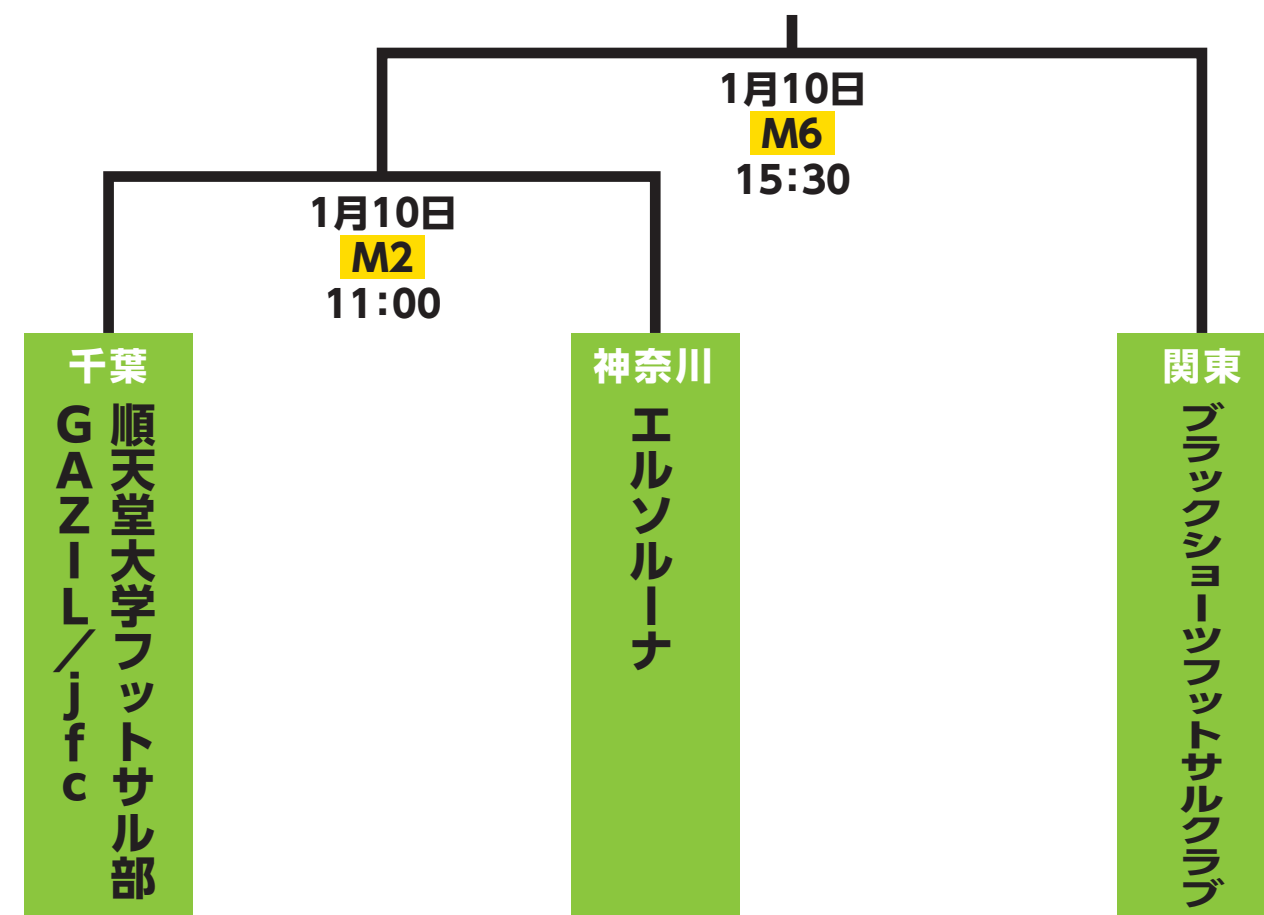 1月10日
M6
15:30
1月10日
M2
11:00
千葉
順天堂大学フットサル部
GAZIL/jfc
神奈川
エルソルーナ
関東
ブラックショーツフットサルクラブ